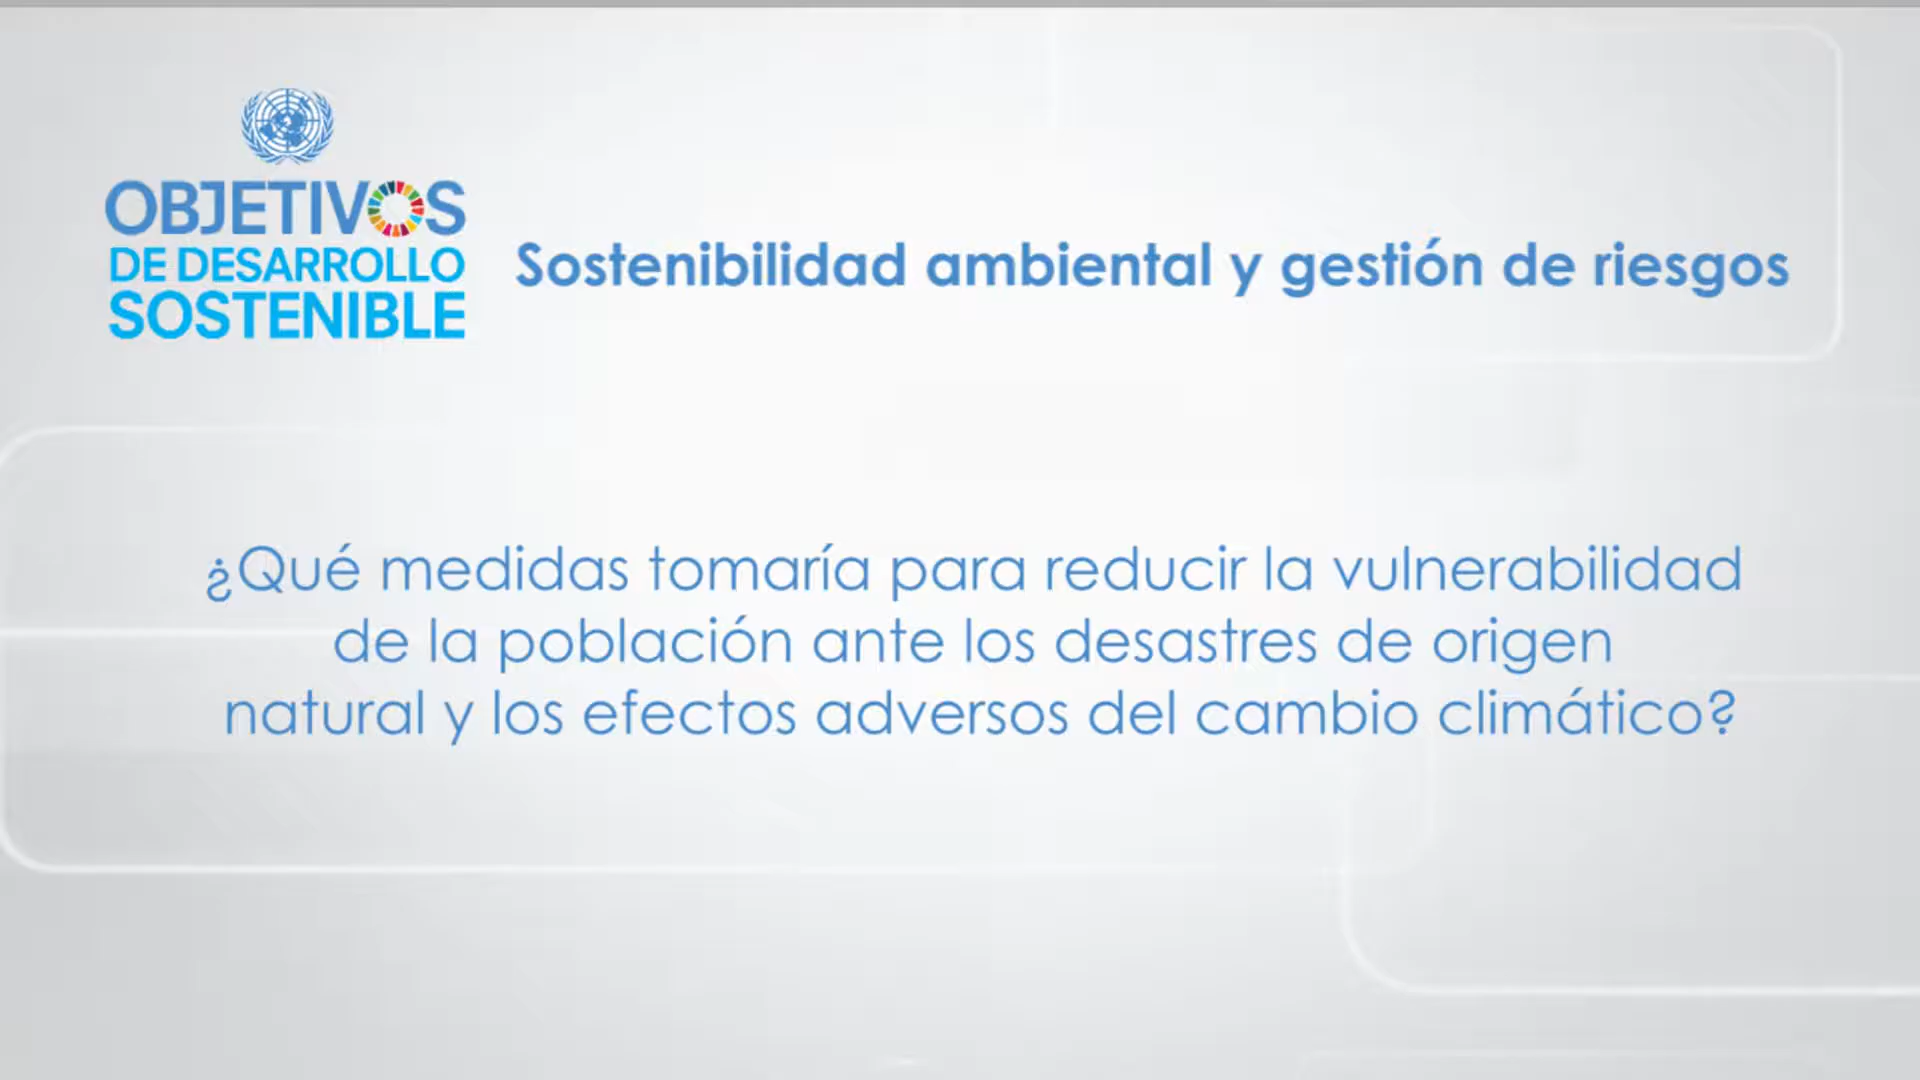 OBJETIVOS
DE DESARROLLO
SOSTENIBLE
Sostenibilidad ambiental y gestión de riesgos
¿Qué medidas tomaría para reducir la vulnerabilidad
de la población ante los desastres de origen
natural y los efectos adversos del cambio climático?